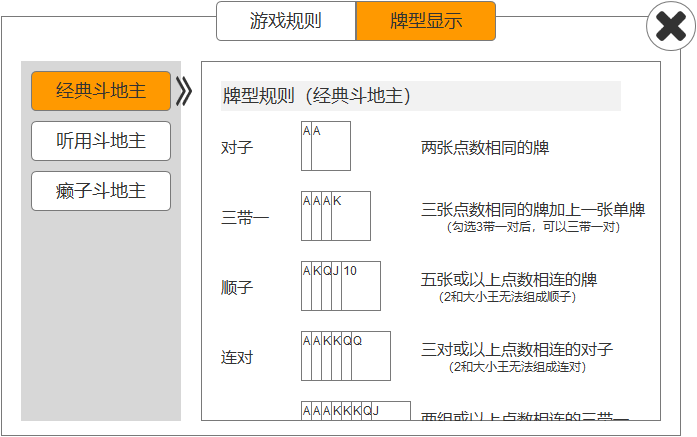 游戏规则
牌型显示
经典斗地主
听用斗地主
癞子斗地主
牌型规则（经典斗地主）
对子
A A
两张点数相同的牌
三带一
A A A K
三张点数相同的牌加上一张单牌
（勾选3带一对后，可以三带一对）
顺子
A K Q J 10
五张或以上点数相连的牌
（2和大小王无法组成顺子）
连对
A A K K Q Q
三对或以上点数相连的对子
（2和大小王无法组成连对）
A A A K K K Q J
两组或以上点数相连的三带一